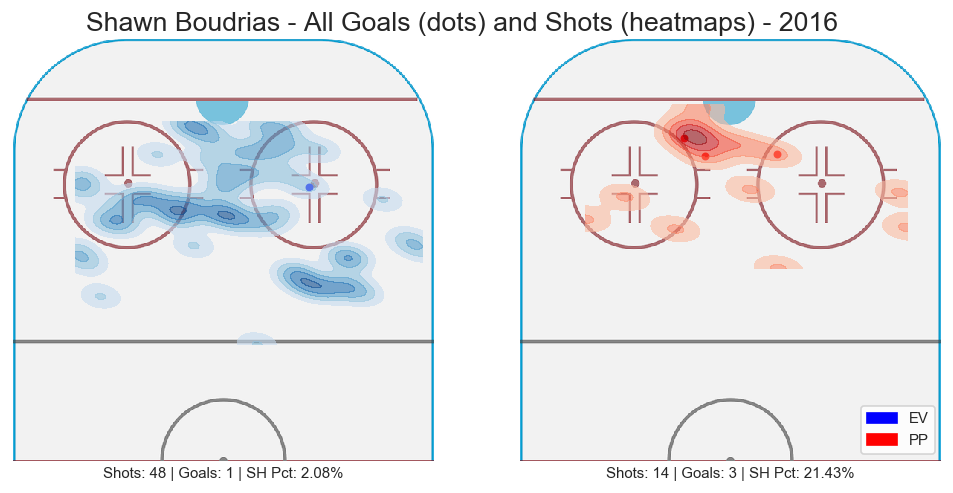 Shawn Boudrias - All Goals (dots) and Shots (heatmaps) - 2016
EV
PP
Shots: 48 | Goals: 1 | SH Pct: 2.08%
Shots: 14 | Goals: 3 | SH Pct: 21.43%